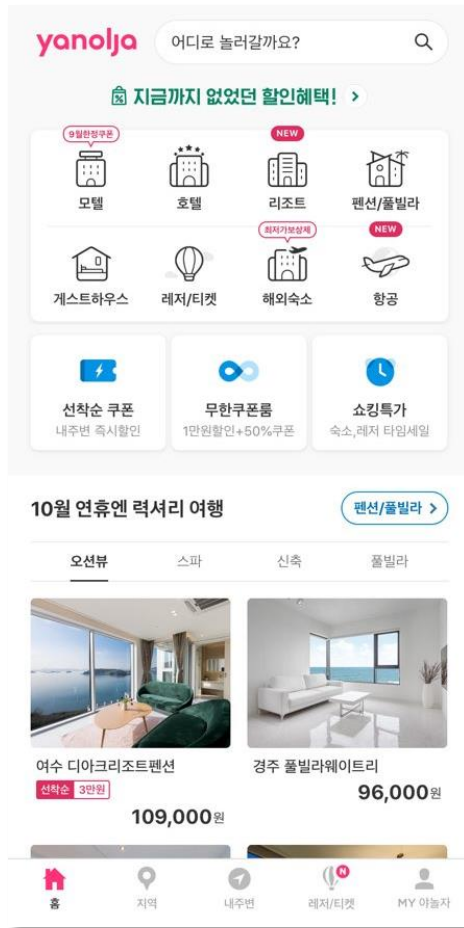 yanolja
어디로 놀러갈까요?
지금까지 없었던 할인혜택!
9월한정쿠폰
NEW
모텔 호텔 리조트 펜션/풀빌라
최저가보상제 NEW
게스트하우스 레저/티켓 해외숙소 항공
선착순 쿠폰 무한쿠폰룸 쇼킹특가
내주변 즉시할인 1만원할인+50%쿠폰 숙소,레저 타임세일
10월 연휴엔 력셔리 여행 펜션/풀빌라
오션뷰 스파 신축 풀빌라
여수 디아크리조트펜션 경주 풀빌라웨이트리
선착순 3만원
109,000원
96,000원
N
홈 지역 내주변 레저/티켓 MY 야놀자